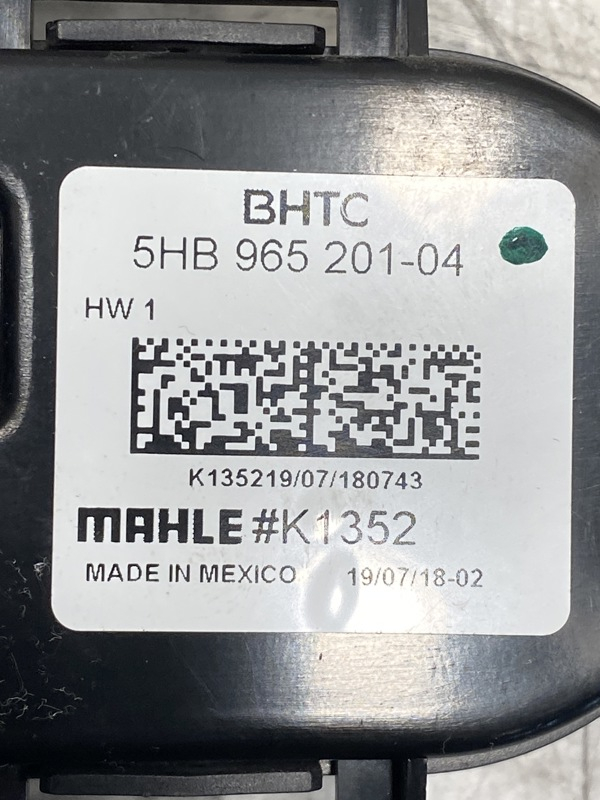 BHTC
5HB 965 201-04
HW 1
K135219/07/180743
MAHLE #K1352
MADE IN MEXICO 19/07/18-02